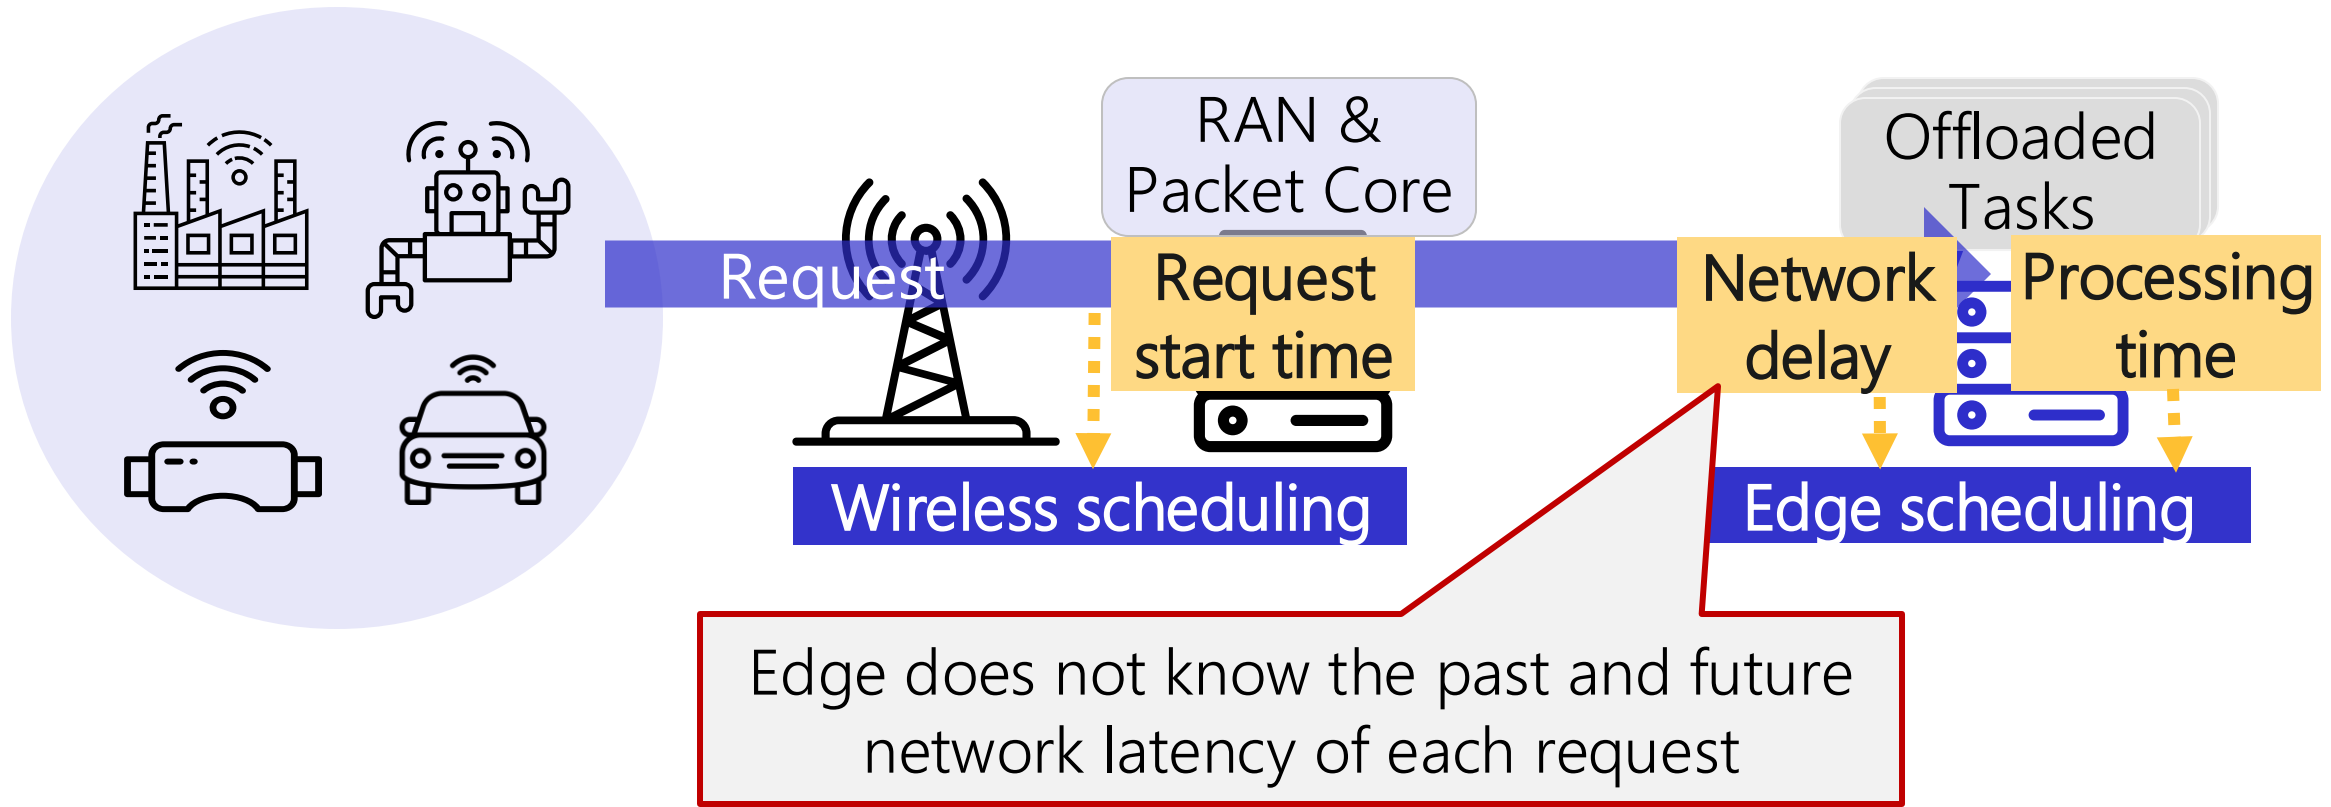 RAN &
Packet Core
Offloaded
Tasks
Request
Request
start time
Network
delay
Processing
time
Wireless scheduling
Edge scheduling
Edge does not know the past and future
network latency of each request